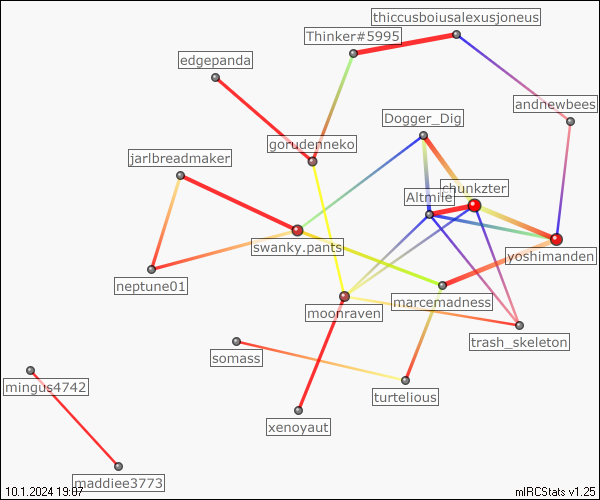 thiccusboiusalexusjoneus
Thinker#5995
edgepanda
andnewbees
Dogger_Dig
gorudenneko
jarlbreadmaker
chunkzter
Altmile
swanky.pants
yoshimanden
neptune01
marcemadness
moonraven
trash_skeleton
somass
mingus4742
turtelious
xenoyaut
maddiee3773
10.1.2024 19:07
mIRCStats v1.25